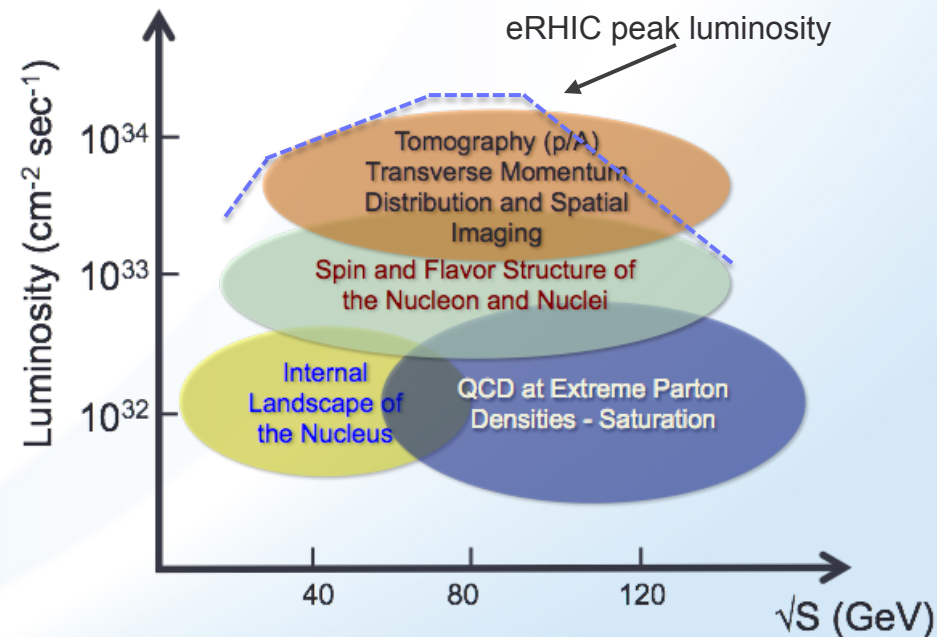 eRHIC peak luminosity
Luminosity (cm⁻² sec⁻¹)
10³⁴
Tomography (p/A)
Transverse Momentum
Distribution and Spatial
Imaging
10³³
Spin and Flavor Structure of
the Nucleon and Nuclei
Internal
Landscape of
the Nucleus
QCD at Extreme Parton
Densities - Saturation
10³²
40
80
120
√S (GeV)